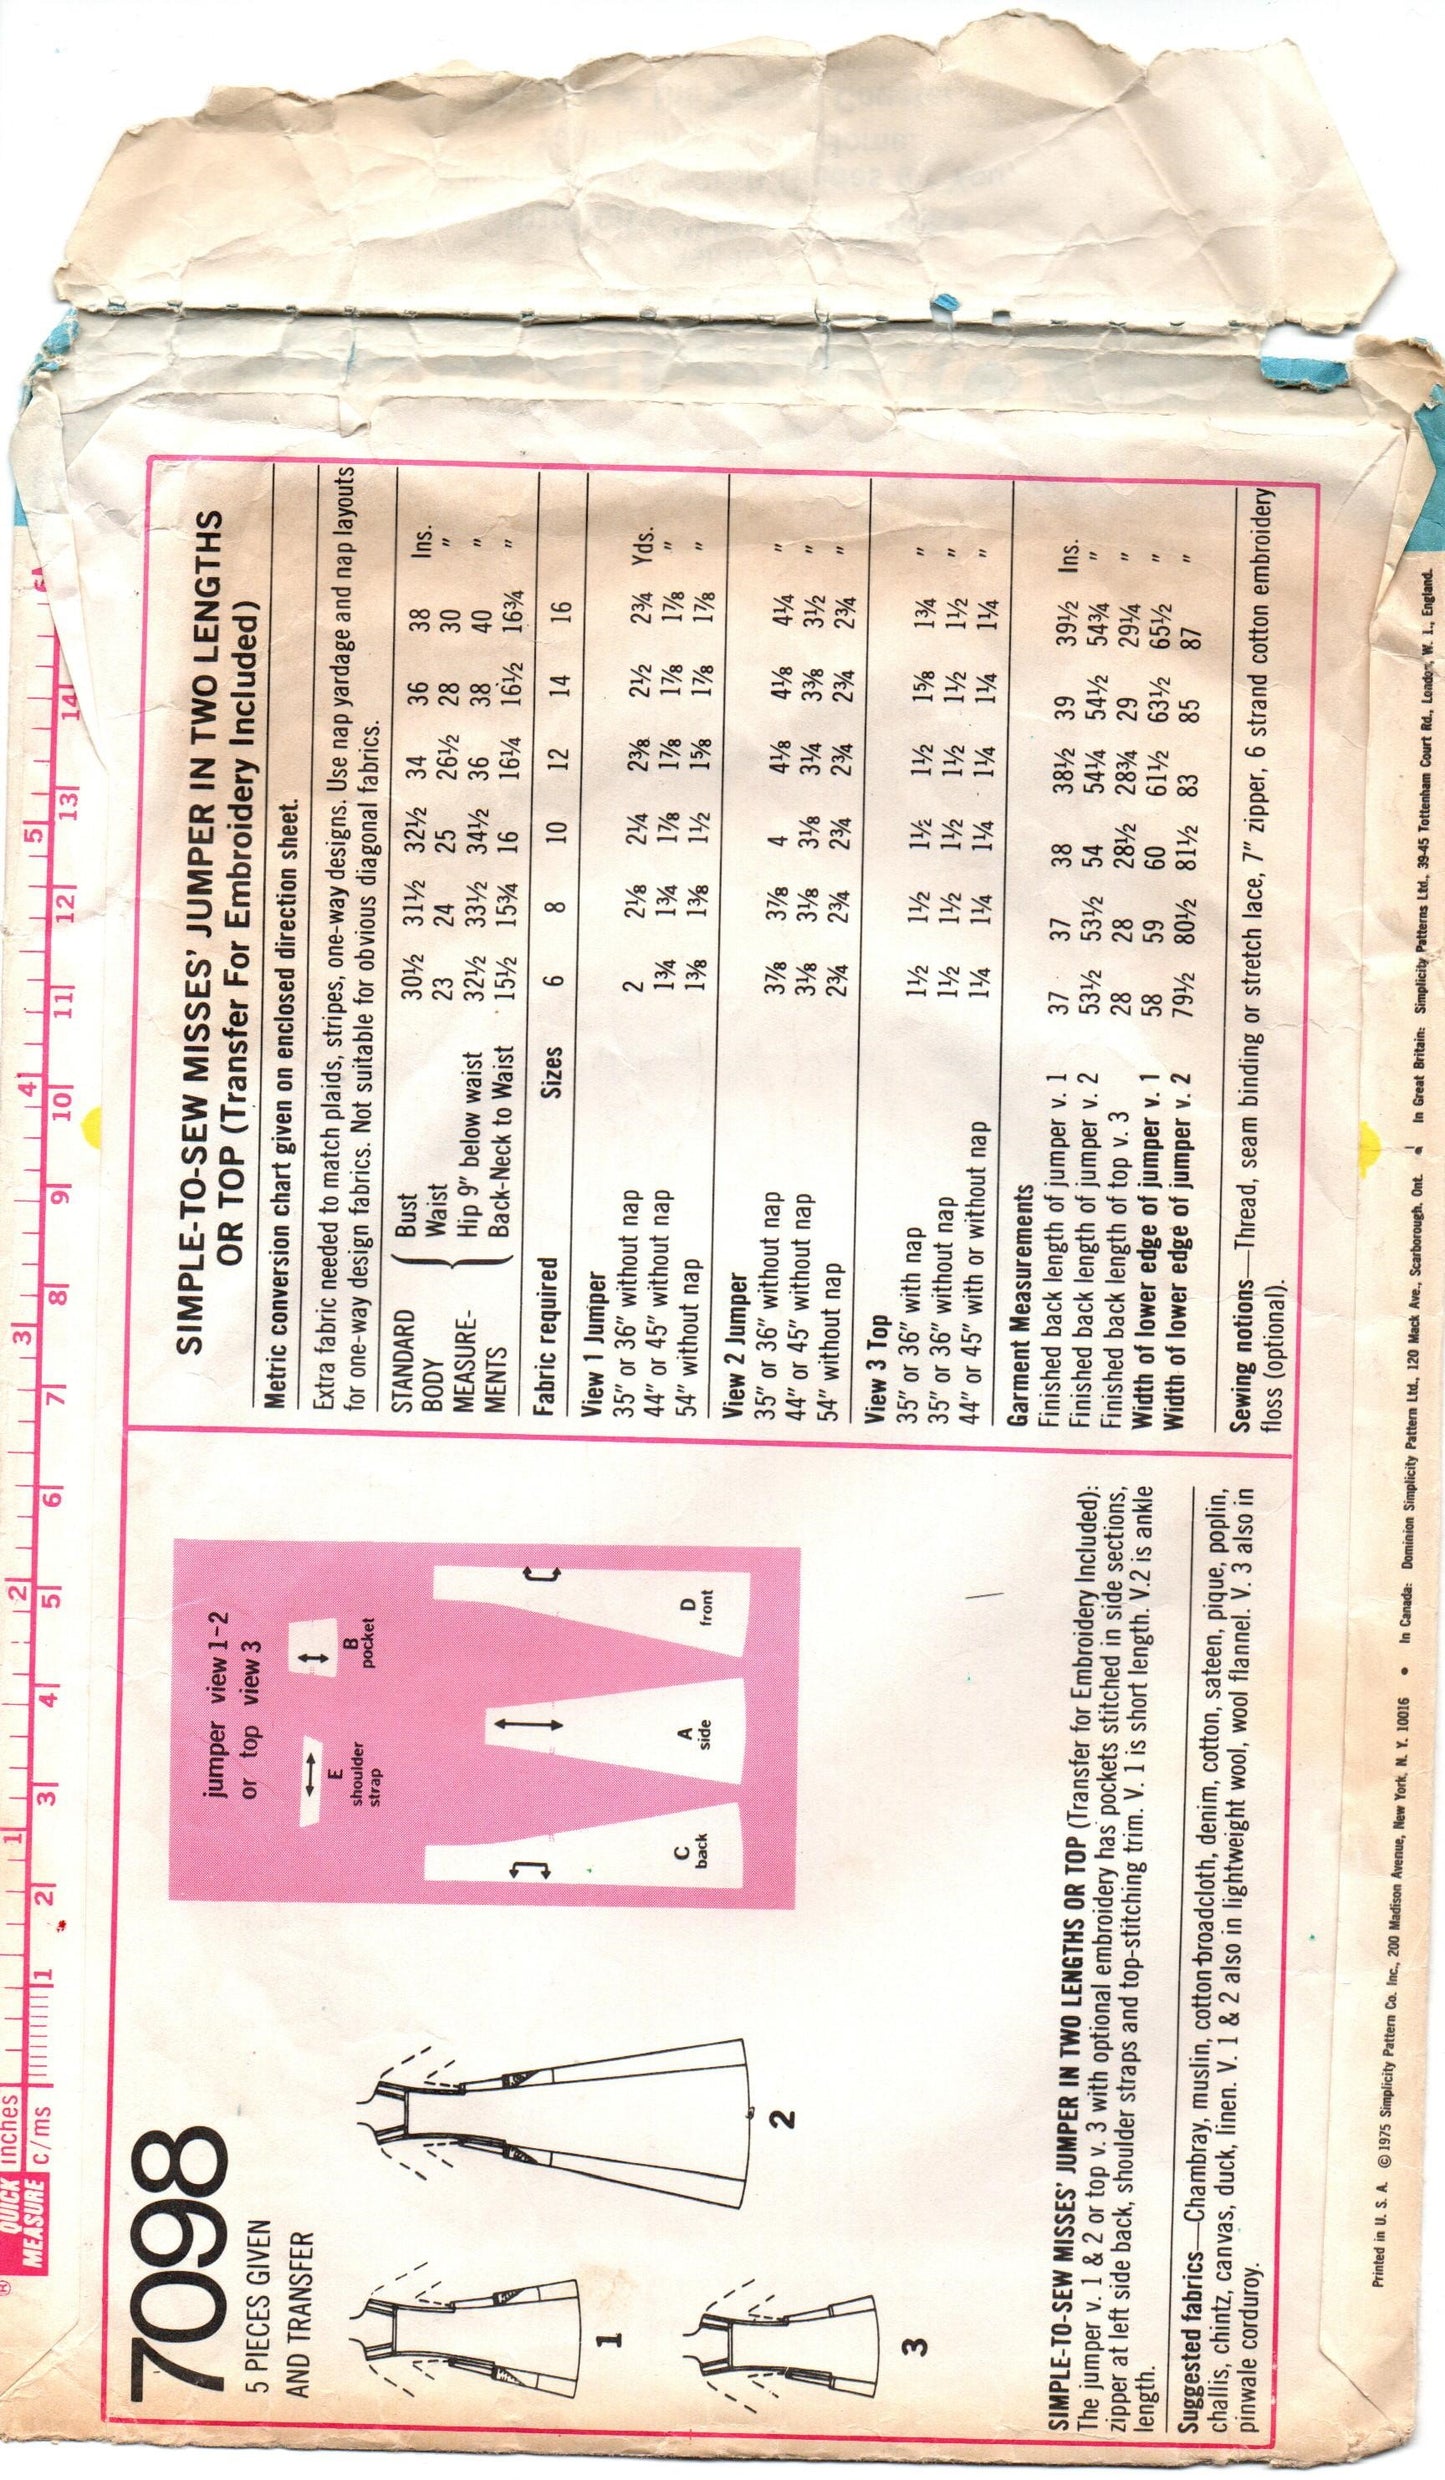 7098
5 PIECES GIVEN
AND TRANSFER
1
2
3
jumper view 1-2
or top view 3
E
shoulder
strap
B
pocket
C
back
A
side
D
front
SIMPLE-TO-SEW MISSES' JUMPER IN TWO LENGTHS OR TOP (Transfer for Embroidery Included):
The jumper v. 1 & 2 or top v. 3 with optional embroidery has pockets stitched in side sections,
zipper at left side back, shoulder straps and top-stitching trim. V. 1 is short length. V.2 is ankle
length.
Suggested fabrics—Chambray, muslin, cotton broadcloth, denim, cotton, sateen, pique, poplin,
challis, chintz, canvas, duck, linen. V. 1 & 2 also in lightweight wool, wool flannel. V. 3 also in
pinwale corduroy.
SIMPLE-TO-SEW MISSES' JUMPER IN TWO LENGTHS
OR TOP (Transfer For Embroidery Included)
Metric conversion chart given on enclosed direction sheet.
Extra fabric needed to match plaids, stripes, one-way designs. Use nap yardage and nap layouts
for one-way design fabrics. Not suitable for obvious diagonal fabrics.
STANDARD { Bust 30½ 31½ 32½ 34 36 38 Ins.
BODY Waist 23 24 25 26½ 28 30 "
MEASURE- Hip 9" below waist 32½ 33½ 34½ 36 38 40 "
MENTS Back-Neck to Waist 15½ 15¾ 16 16¼ 16½ 16¾ "
Fabric required Sizes 6 8 10 12 14 16
View 1 Jumper
35" or 36" without nap 2 2⅛ 2¼ 2⅜ 2½ 2¾ Yds.
44" or 45" without nap 1¾ 1¾ 1⅞ 1⅞ 1⅞ 1⅞ "
54" without nap 1⅜ 1⅜ 1½ 1⅝ 1⅞ 1⅞ "
View 2 Jumper
35" or 36" without nap 3⅞ 3⅞ 4 4⅛ 4⅛ 4¼ "
44" or 45" without nap 3⅛ 3⅛ 3⅛ 3¼ 3⅜ 3½ "
54" without nap 2¾ 2¾ 2¾ 2¾ 2¾ 2¾ "
View 3 Top
35" or 36" with nap 1½ 1½ 1½ 1½ 1⅝ 1¾ "
35" or 36" without nap 1½ 1½ 1½ 1½ 1½ 1½ "
44" or 45" with or without nap 1¼ 1¼ 1¼ 1¼ 1¼ 1¼ "
Garment Measurements
Finished back length of jumper v. 1 37 37 38 38½ 39 39½ Ins.
Finished back length of jumper v. 2 53½ 53½ 54 54¼ 54½ 54¾ "
Finished back length of top v. 3 28 28 28½ 28¾ 29 29¼ "
Width of lower edge of jumper v. 1 58 59 60 61½ 63½ 65½ "
Width of lower edge of jumper v. 2 79½ 80½ 81½ 83 85 87 "
Sewing notions—Thread, seam binding or stretch lace, 7" zipper, 6 strand cotton embroidery
floss (optional).
Printed in U. S. A. © 1975 Simplicity Pattern Co. Inc., 200 Madison Avenue, New York, N. Y. 10016 • In Canada: Dominion Simplicity Pattern Ltd., 120 Mack Ave., Scarborough, Ont. • In Great Britain: Simplicity Patterns Ltd., 39-45 Tottenham Court Rd., London, W. 1., England.
® QUICK MEASURE
inches 1 2 3 4 5
c/ms 1 2 3 4 5 6 7 8 9 10 11 12 13 14